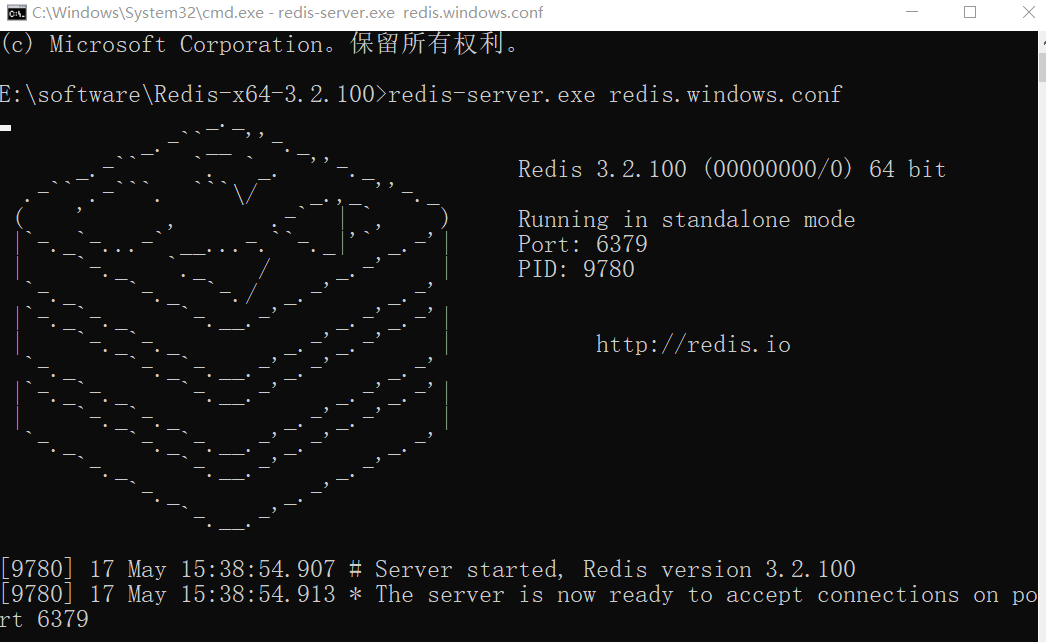 C:\Windows\System32\cmd.exe - redis-server.exe  redis.windows.conf
(c) Microsoft Corporation。保留所有权利。
E:\software\Redis-x64-3.2.100>redis-server.exe redis.windows.conf
Redis 3.2.100 (00000000/0) 64 bit
Running in standalone mode
Port: 6379
PID: 9780
http://redis.io
[9780] 17 May 15:38:54.907 # Server started, Redis version 3.2.100
[9780] 17 May 15:38:54.913 * The server is now ready to accept connections on po
rt 6379